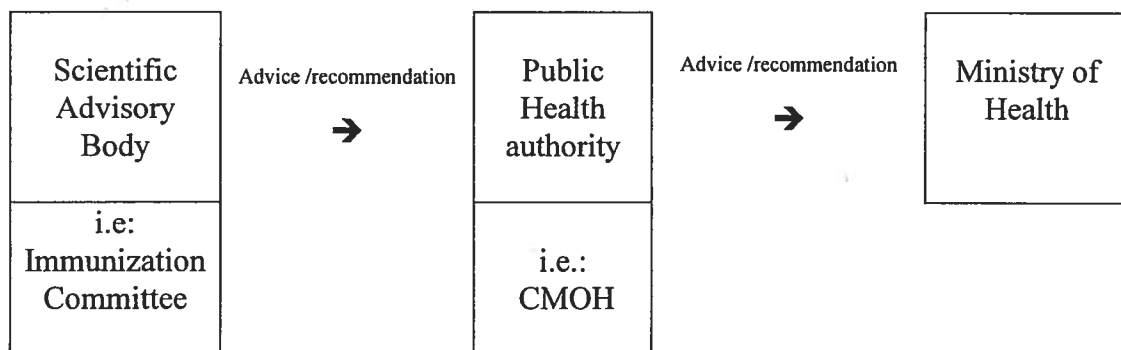 Scientific
Advisory
Body
i.e:
Immunization
Committee
Advice /recommendation
➔
Public
Health
authority
i.e.:
CMOH
Advice /recommendation
➔
Ministry of
Health